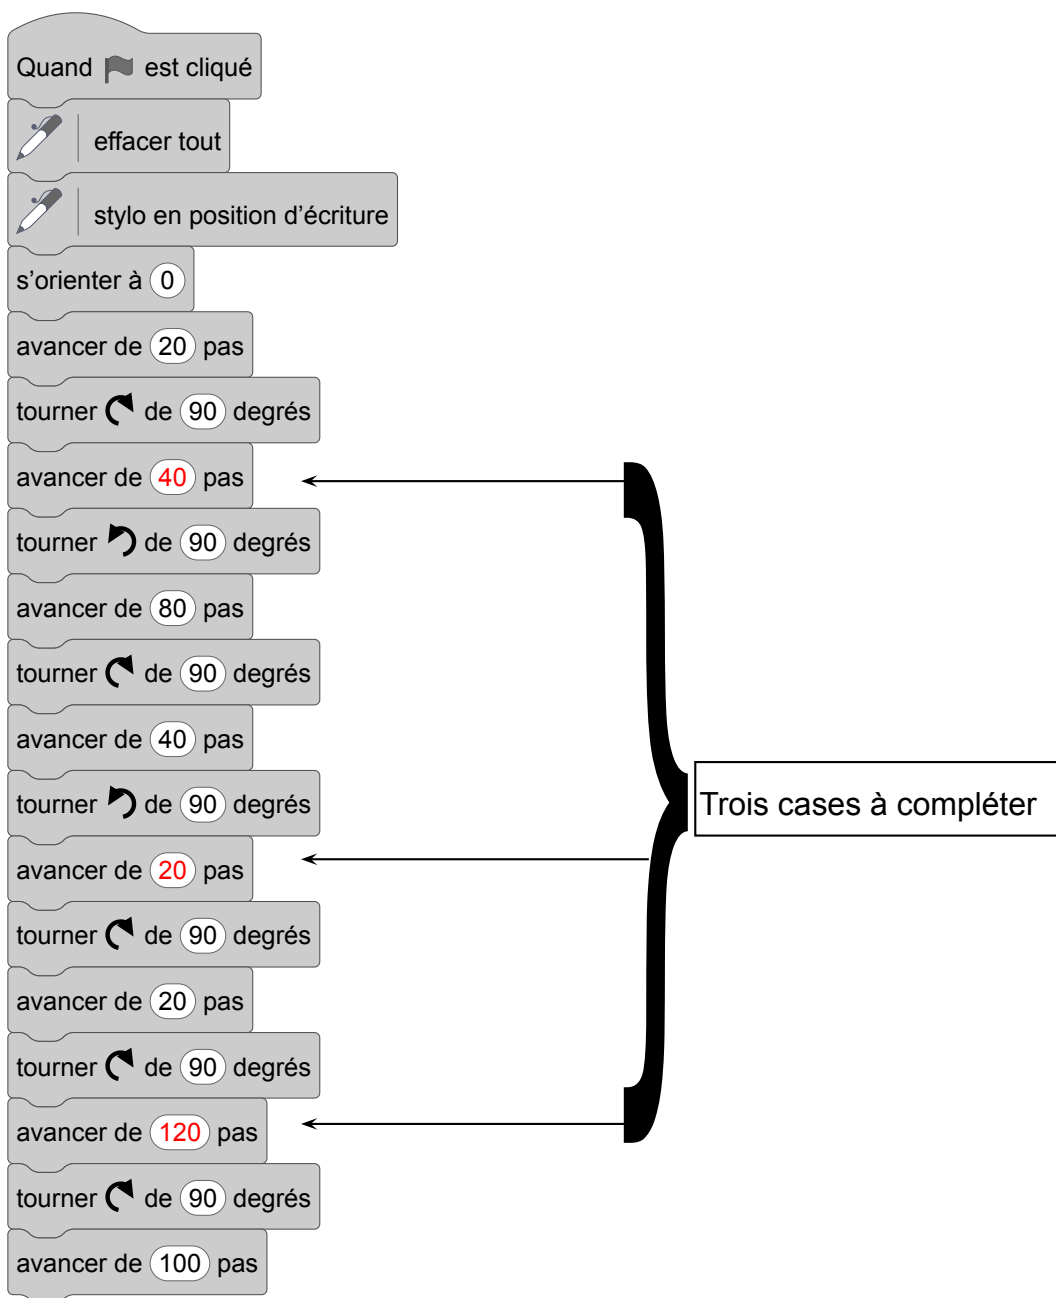 Quand est cliqué
effacer tout
stylo en position d’écriture
s’orienter à 0
avancer de 20 pas
tourner de 90 degrés
avancer de 40 pas
tourner de 90 degrés
avancer de 80 pas
tourner de 90 degrés
avancer de 40 pas
tourner de 90 degrés
Trois cases à compléter
avancer de 20 pas
tourner de 90 degrés
avancer de 20 pas
tourner de 90 degrés
avancer de 120 pas
tourner de 90 degrés
avancer de 100 pas